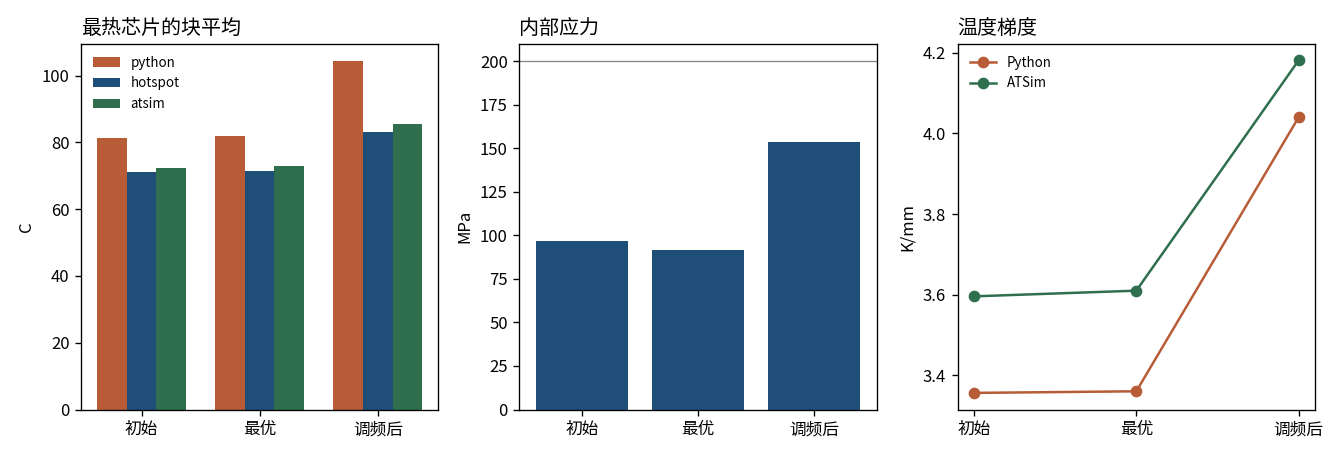 最热芯片的块平均
C
100
80
60
40
20
0
python
hotspot
atsim
初始
最优
调频后
内部应力
MPa
200
175
150
125
100
75
50
25
0
初始
最优
调频后
温度梯度
K/mm
4.2
4.0
3.8
3.6
3.4
Python
ATSim
初始
最优
调频后